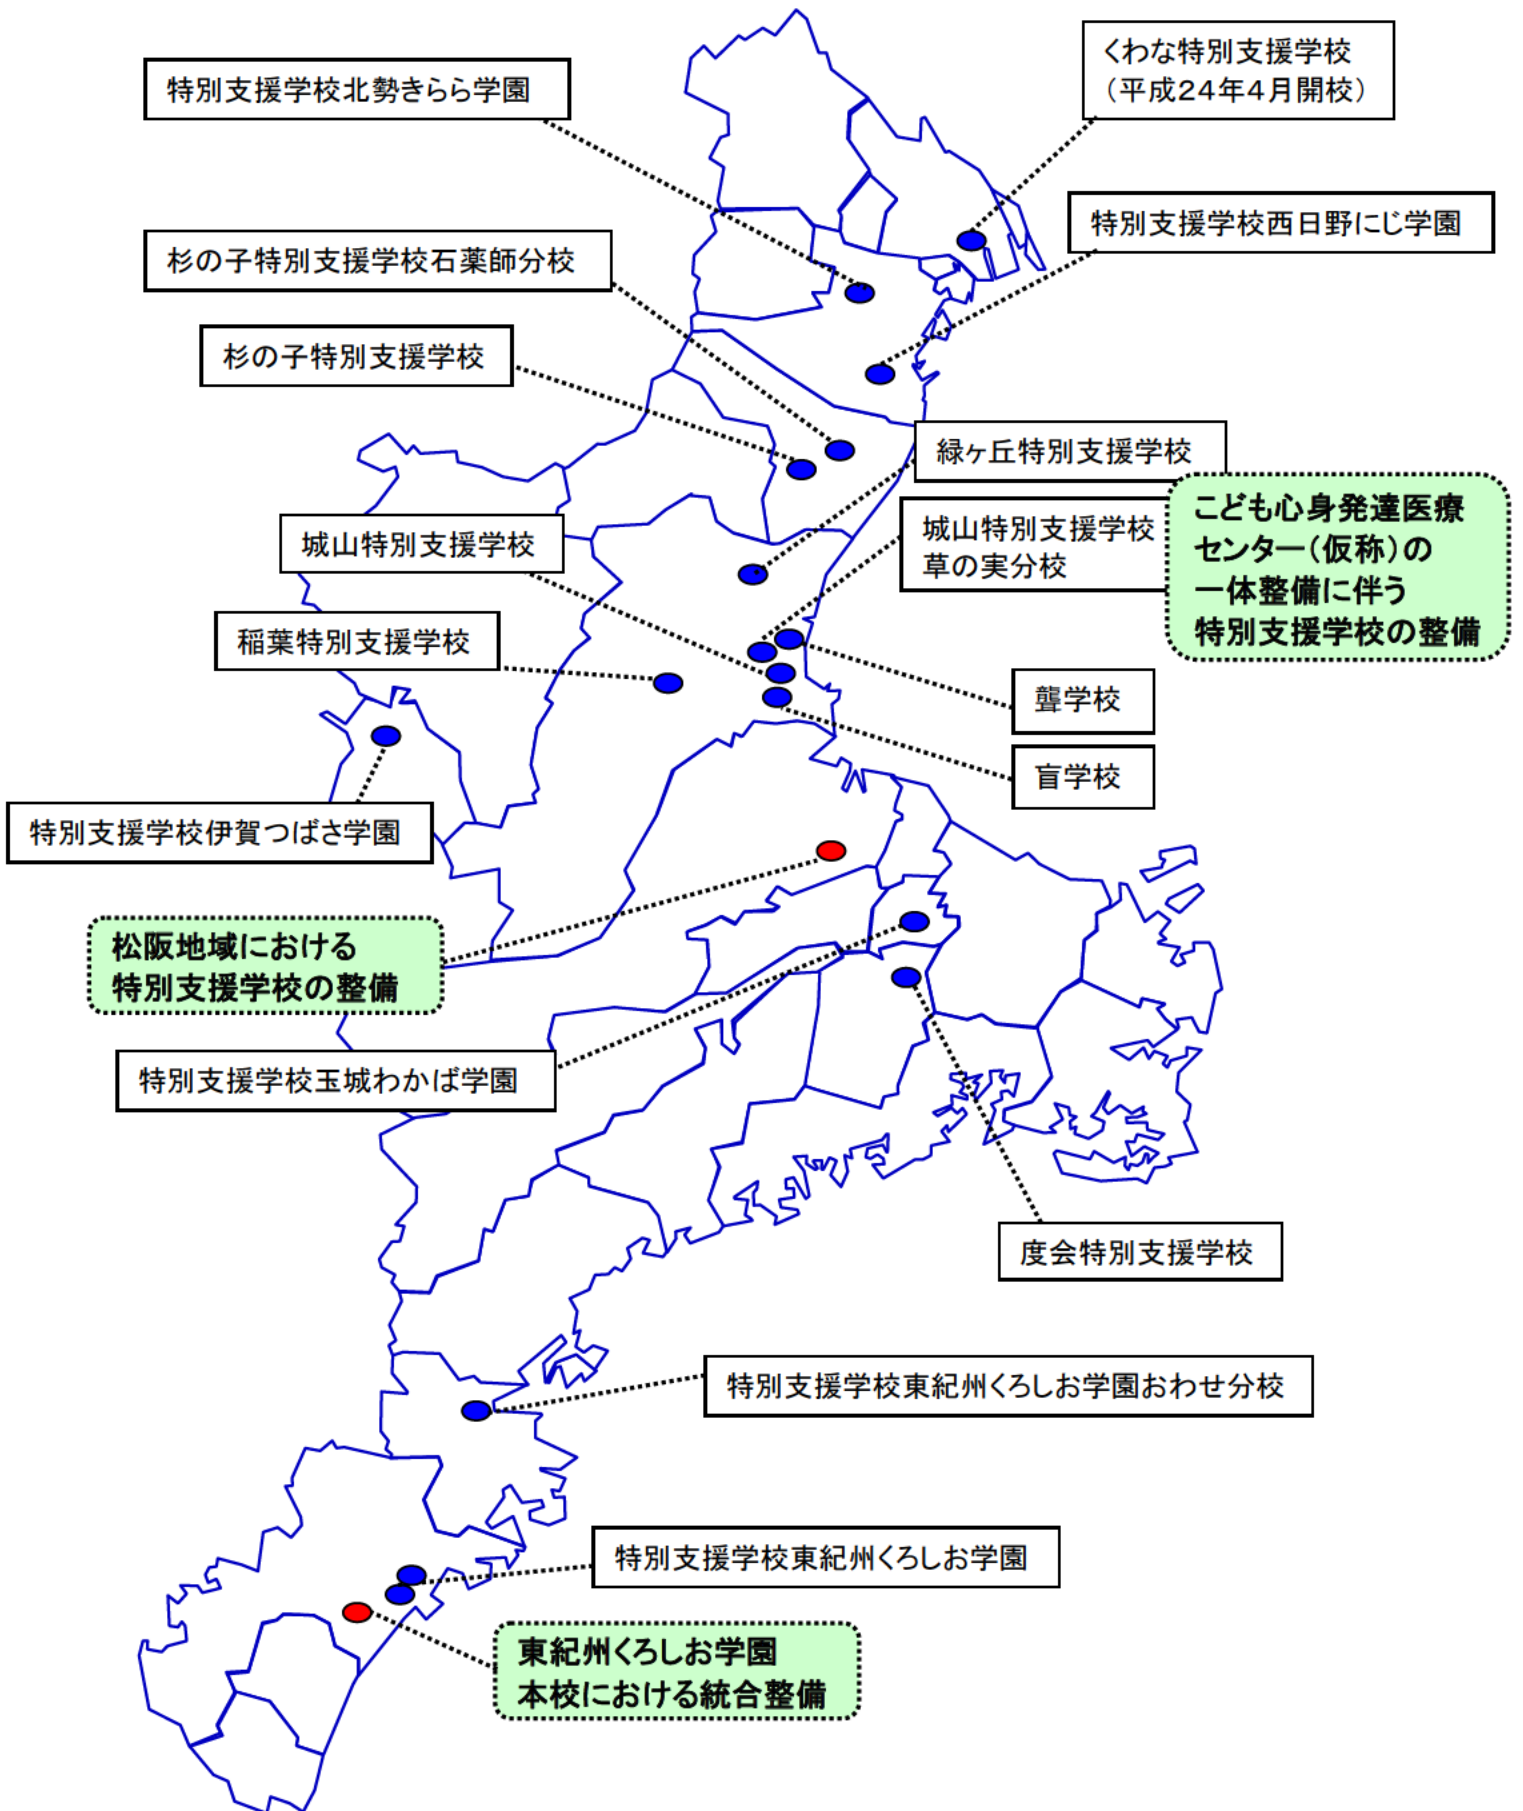 くわな特別支援学校
（平成24年4月開校）
特別支援学校北勢きらら学園
特別支援学校西日野にじ学園
杉の子特別支援学校石薬師分校
杉の子特別支援学校
緑ヶ丘特別支援学校
城山特別支援学校
草の実分校
こども心身発達医療
センター（仮称）の
一体整備に伴う
特別支援学校の整備
城山特別支援学校
稲葉特別支援学校
聾学校
盲学校
特別支援学校伊賀つばさ学園
松阪地域における
特別支援学校の整備
特別支援学校玉城わかば学園
度会特別支援学校
特別支援学校東紀州くろしお学園おわせ分校
特別支援学校東紀州くろしお学園
東紀州くろしお学園
本校における統合整備